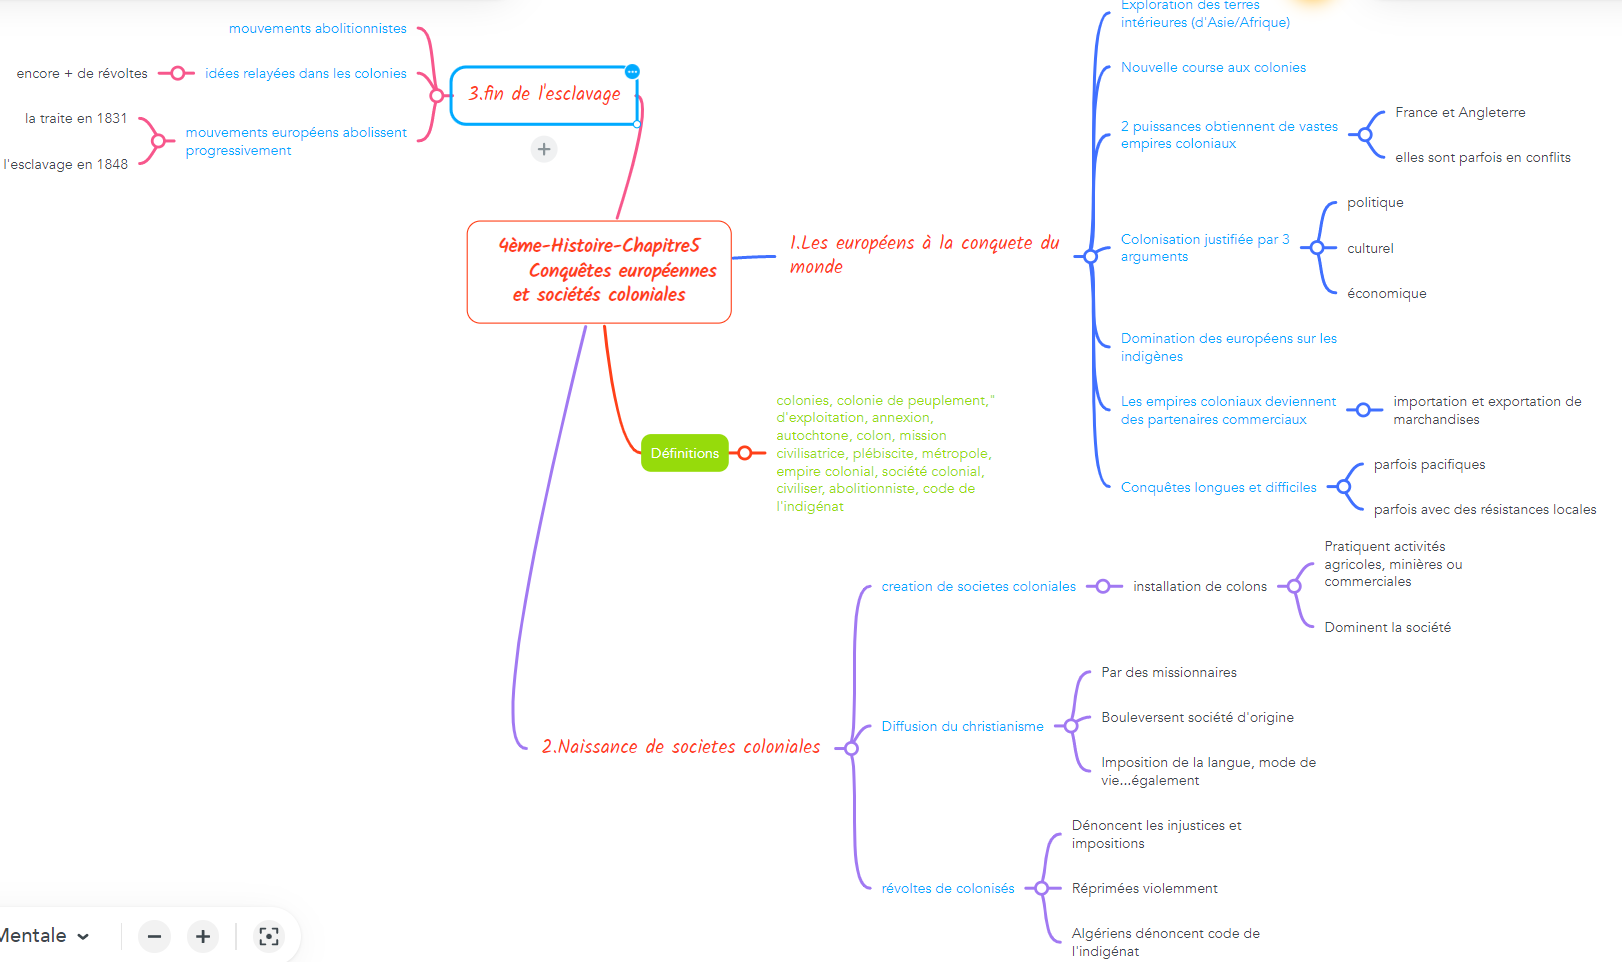 mouvements abolitionnistes
encore + de révoltes
idées relayées dans les colonies
la traite en 1831
l'esclavage en 1848
mouvements européens abolissent
progressivement
3.fin de l'esclavage
4ème-Histoire-Chapitre5
Conquêtes européennes
et sociétés coloniales
1.Les européens à la conquete du
monde
Exploration des terres
intérieures (d'Asie/Afrique)
Nouvelle course aux colonies
2 puissances obtiennent de vastes
empires coloniaux
France et Angleterre
elles sont parfois en conflits
Colonisation justifiée par 3
arguments
politique
culturel
économique
Domination des européens sur les
indigènes
Les empires coloniaux deviennent
des partenaires commerciaux
importation et exportation de
marchandises
Conquêtes longues et difficiles
parfois pacifiques
parfois avec des résistances locales
Définitions
colonies, colonie de peuplement,"
d'exploitation, annexion,
autochtone, colon, mission
civilisatrice, plébiscite, métropole,
empire colonial, société colonial,
civiliser, abolitionniste, code de
l'indigénat
2.Naissance de societes coloniales
creation de societes coloniales
installation de colons
Pratiquent activités
agricoles, minières ou
commerciales
Dominent la société
Diffusion du christianisme
Par des missionnaires
Bouleversent société d'origine
Imposition de la langue, mode de
vie...également
révoltes de colonisés
Dénoncent les injustices et
impositions
Réprimées violemment
Algériens dénoncent code de
l'indigénat
Mentale